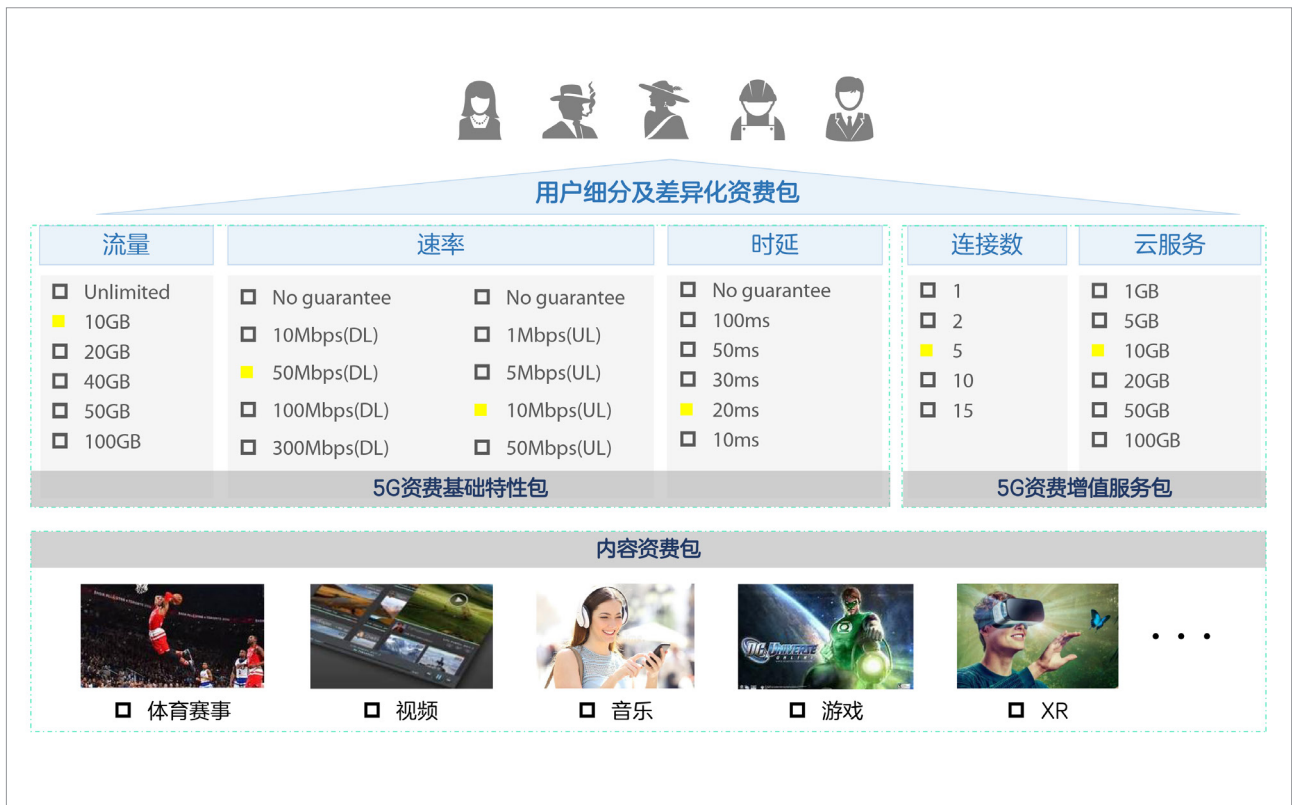 用户细分及差异化资费包
流量
速率
时延
连接数
云服务
Unlimited
10GB
20GB
40GB
50GB
100GB
No guarantee
10Mbps(DL)
50Mbps(DL)
100Mbps(DL)
300Mbps(DL)
No guarantee
1Mbps(UL)
5Mbps(UL)
10Mbps(UL)
50Mbps(UL)
No guarantee
100ms
50ms
30ms
20ms
10ms
1
2
5
10
15
1GB
5GB
10GB
20GB
50GB
100GB
5G资费基础特性包
5G资费增值服务包
内容资费包
DC UNIVERSE
ONLINE
体育赛事
视频
音乐
游戏
XR
• • •